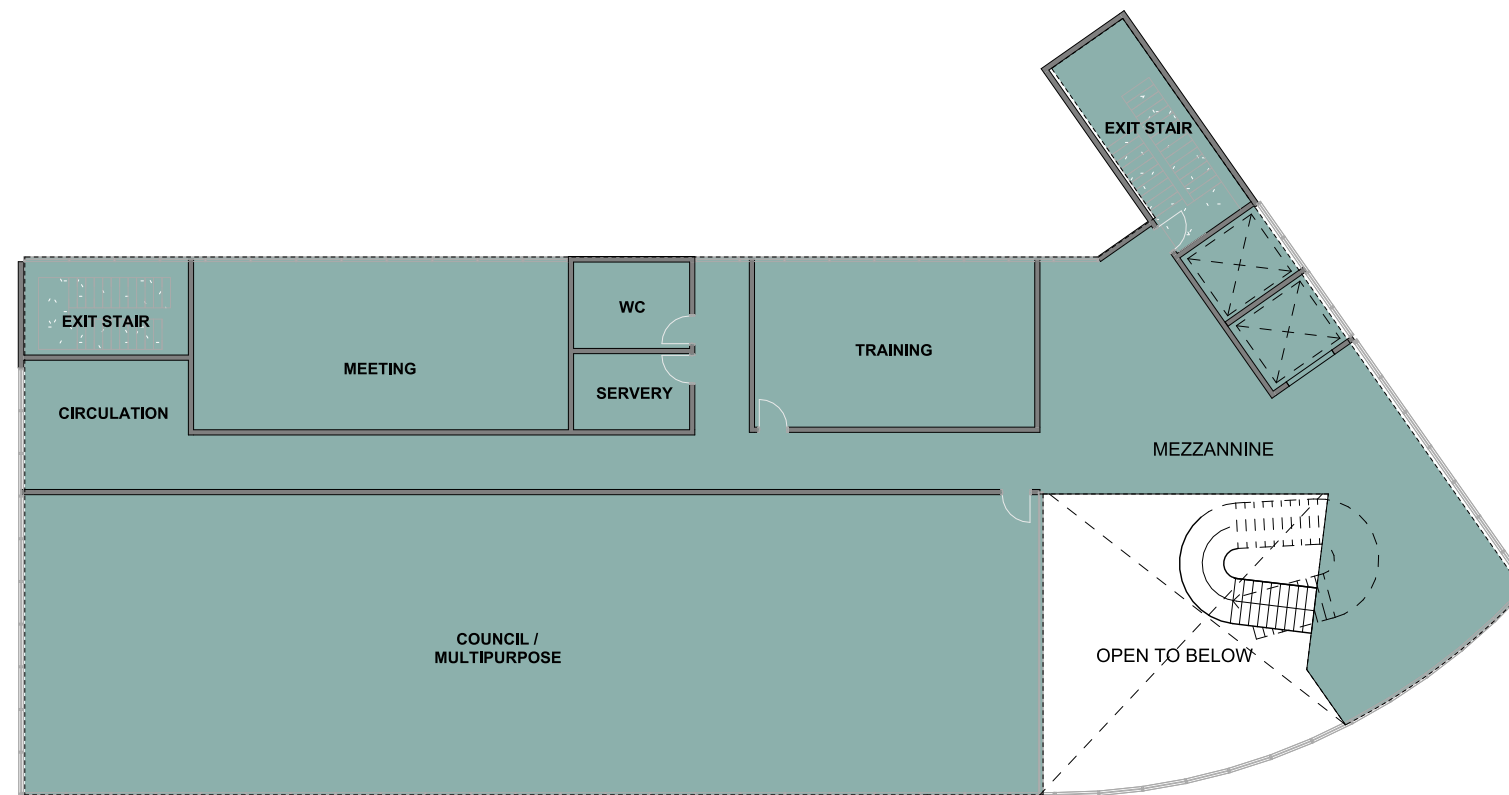 EXIT STAIR
EXIT STAIR
WC
TRAINING
MEETING
SERVERY
CIRCULATION
MEZZANNINE
COUNCIL /
MULTIPURPOSE
OPEN TO BELOW